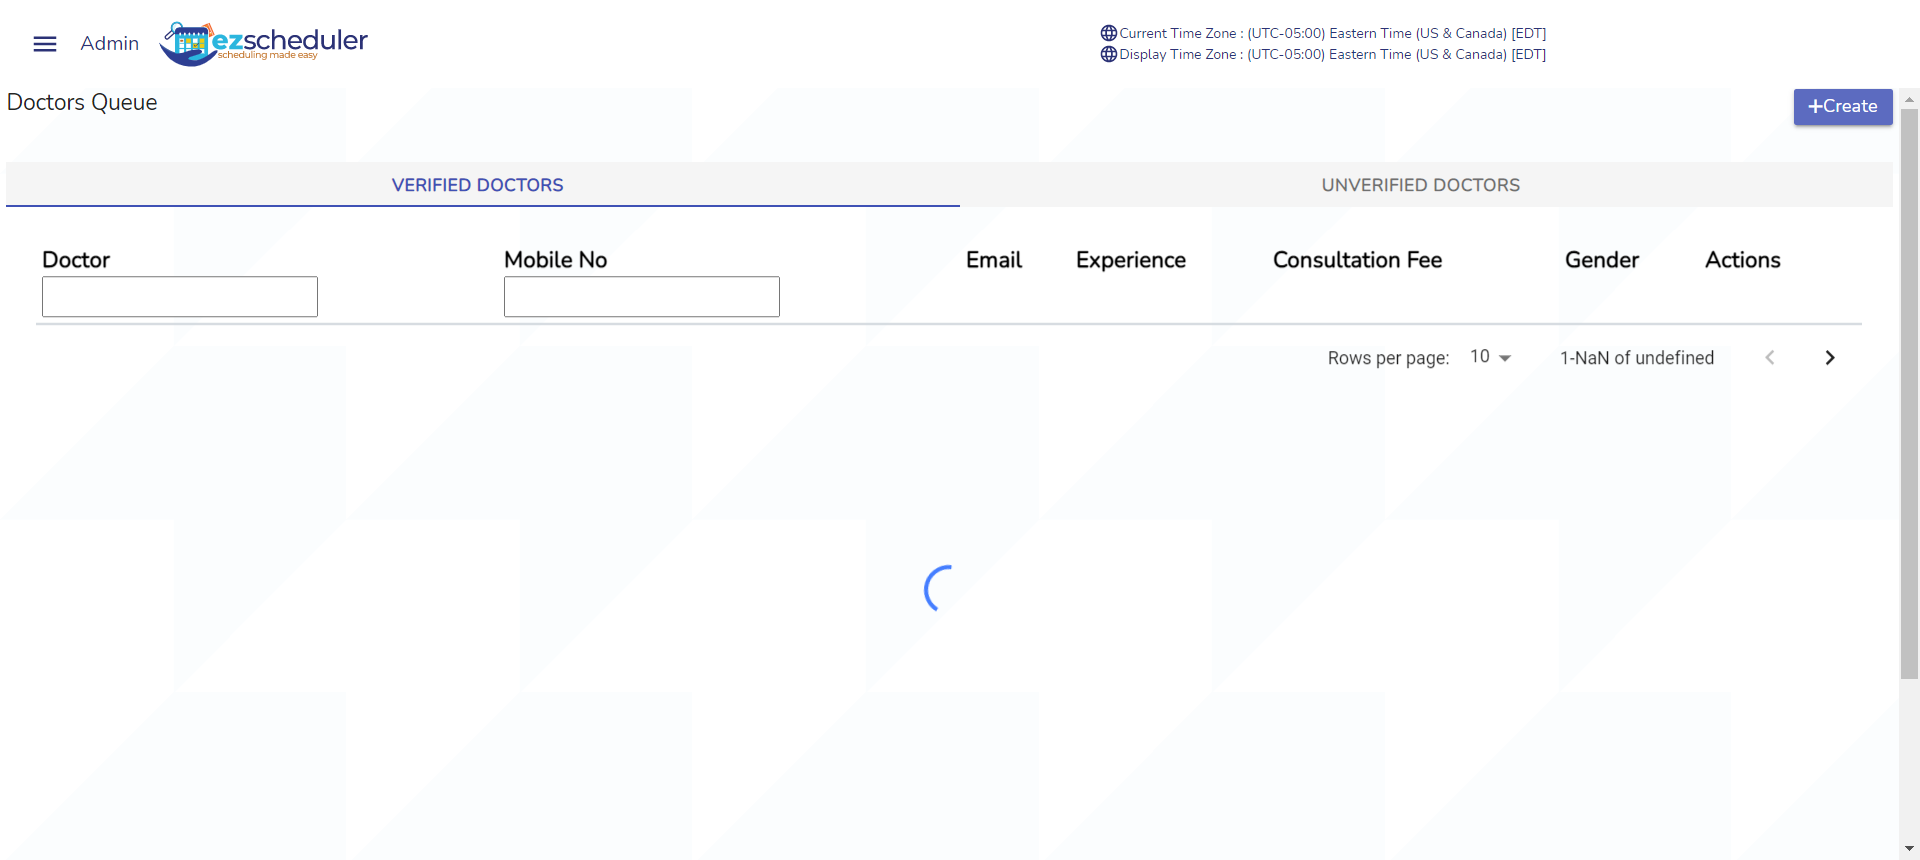 Admin
ezscheduler
scheduling made easy
Current Time Zone : (UTC-05:00) Eastern Time (US & Canada) [EDT]
Display Time Zone : (UTC-05:00) Eastern Time (US & Canada) [EDT]
Doctors Queue
+Create
VERIFIED DOCTORS
UNVERIFIED DOCTORS
Doctor
Mobile No
Email
Experience
Consultation Fee
Gender
Actions
Rows per page: 10
1-NaN of undefined